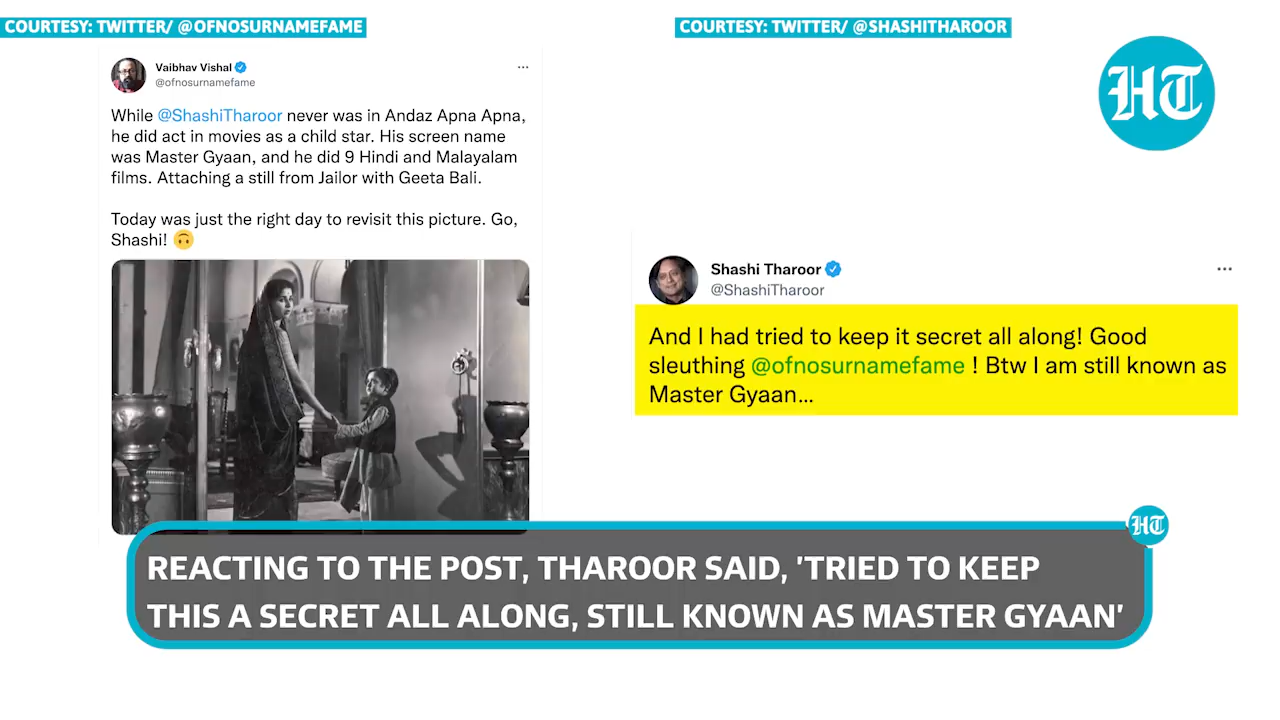 COURTESY: TWITTER/ @OFNOSURNAMEFAME
COURTESY: TWITTER/ @SHASHITHAROOR
HT
Vaibhav Vishal
@ofnosurnamefame
While @ShashiTharoor never was in Andaz Apna Apna,
he did act in movies as a child star. His screen name
was Master Gyaan, and he did 9 Hindi and Malayalam
films. Attaching a still from Jailor with Geeta Bali.
Today was just the right day to revisit this picture. Go,
Shashi! 🙃
Shashi Tharoor
@ShashiTharoor
And I had tried to keep it secret all along! Good
sleuthing @ofnosurnamefame ! Btw I am still known as
Master Gyaan...
HT
REACTING TO THE POST, THAROOR SAID, 'TRIED TO KEEP
THIS A SECRET ALL ALONG, STILL KNOWN AS MASTER GYAAN'